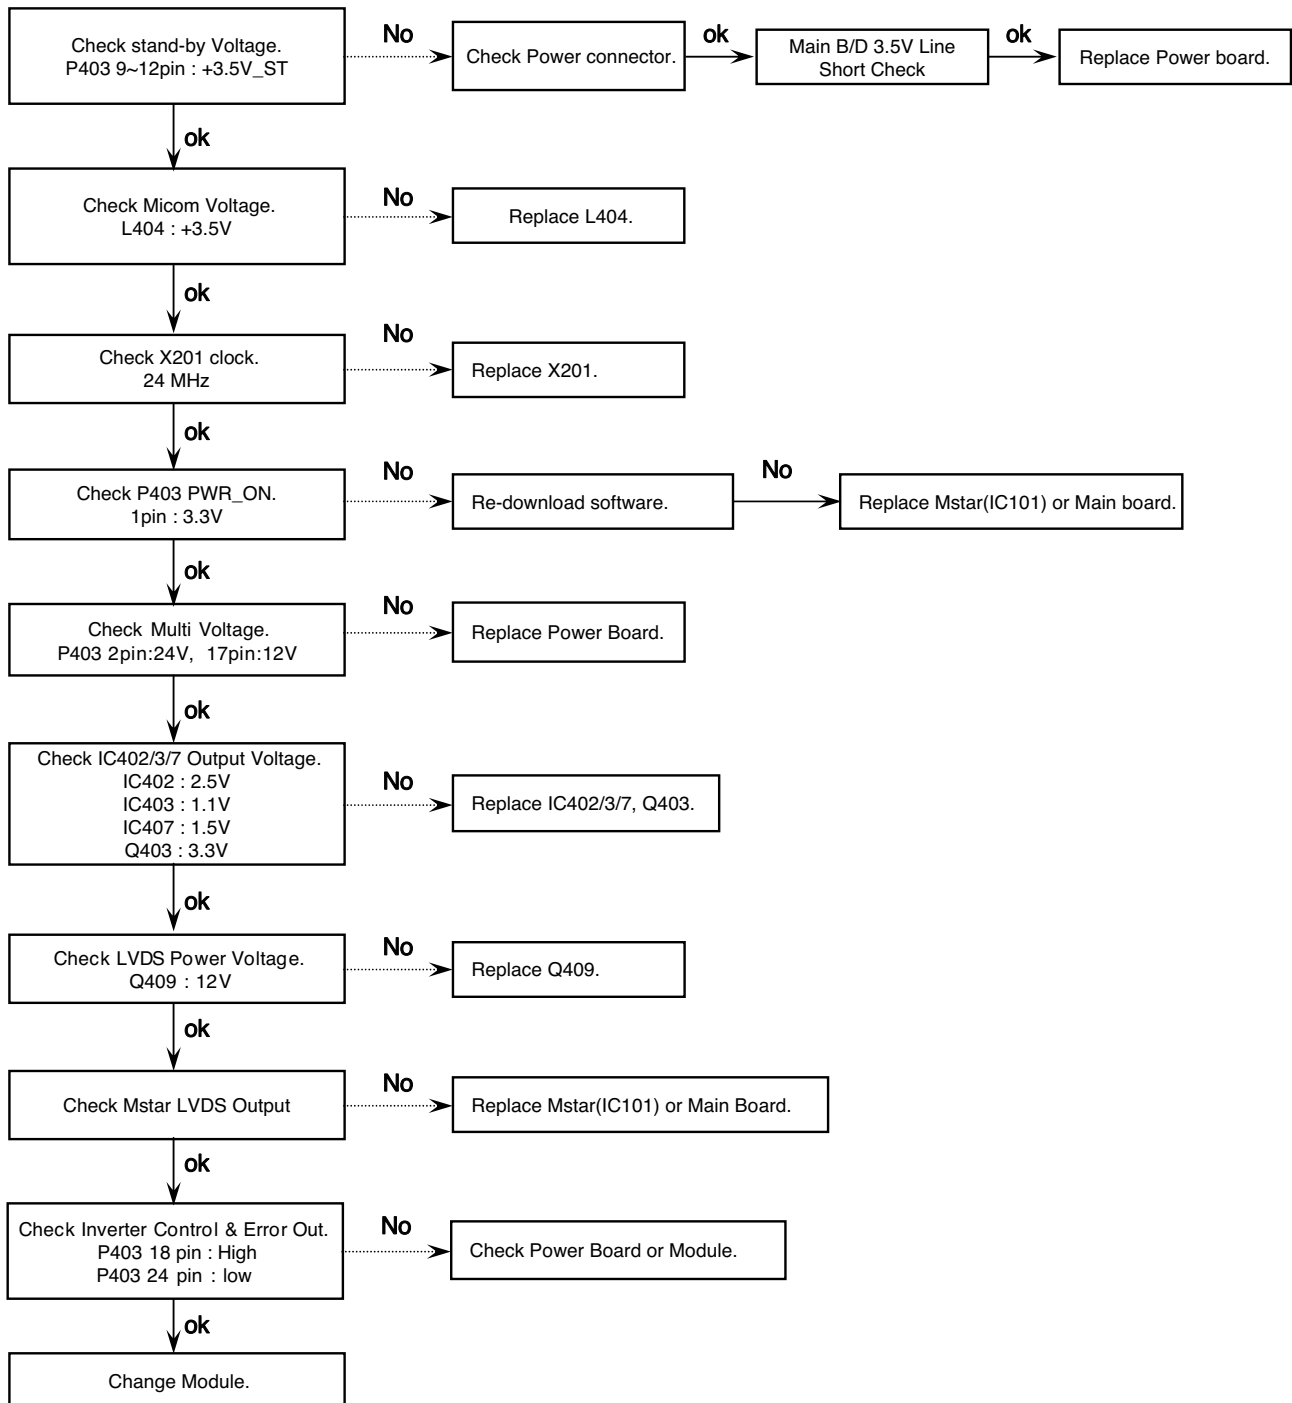 Check stand-by Voltage.
P403 9~12pin : +3.5V_ST
No
Check Power connector.
ok
Main B/D 3.5V Line
Short Check
ok
Replace Power board.
ok
Check Micom Voltage.
L404 : +3.5V
No
Replace L404.
ok
Check X201 clock.
24 MHz
No
Replace X201.
ok
Check P403 PWR_ON.
1pin : 3.3V
No
Re-download software.
No
Replace Mstar(IC101) or Main board.
ok
Check Multi Voltage.
P403 2pin:24V, 17pin:12V
No
Replace Power Board.
ok
Check IC402/3/7 Output Voltage.
IC402 : 2.5V
IC403 : 1.1V
IC407 : 1.5V
Q403 : 3.3V
No
Replace IC402/3/7, Q403.
ok
Check LVDS Power Voltage.
Q409 : 12V
No
Replace Q409.
ok
Check Mstar LVDS Output
No
Replace Mstar(IC101) or Main Board.
ok
Check Inverter Control & Error Out.
P403 18 pin : High
P403 24 pin : low
No
Check Power Board or Module.
ok
Change Module.